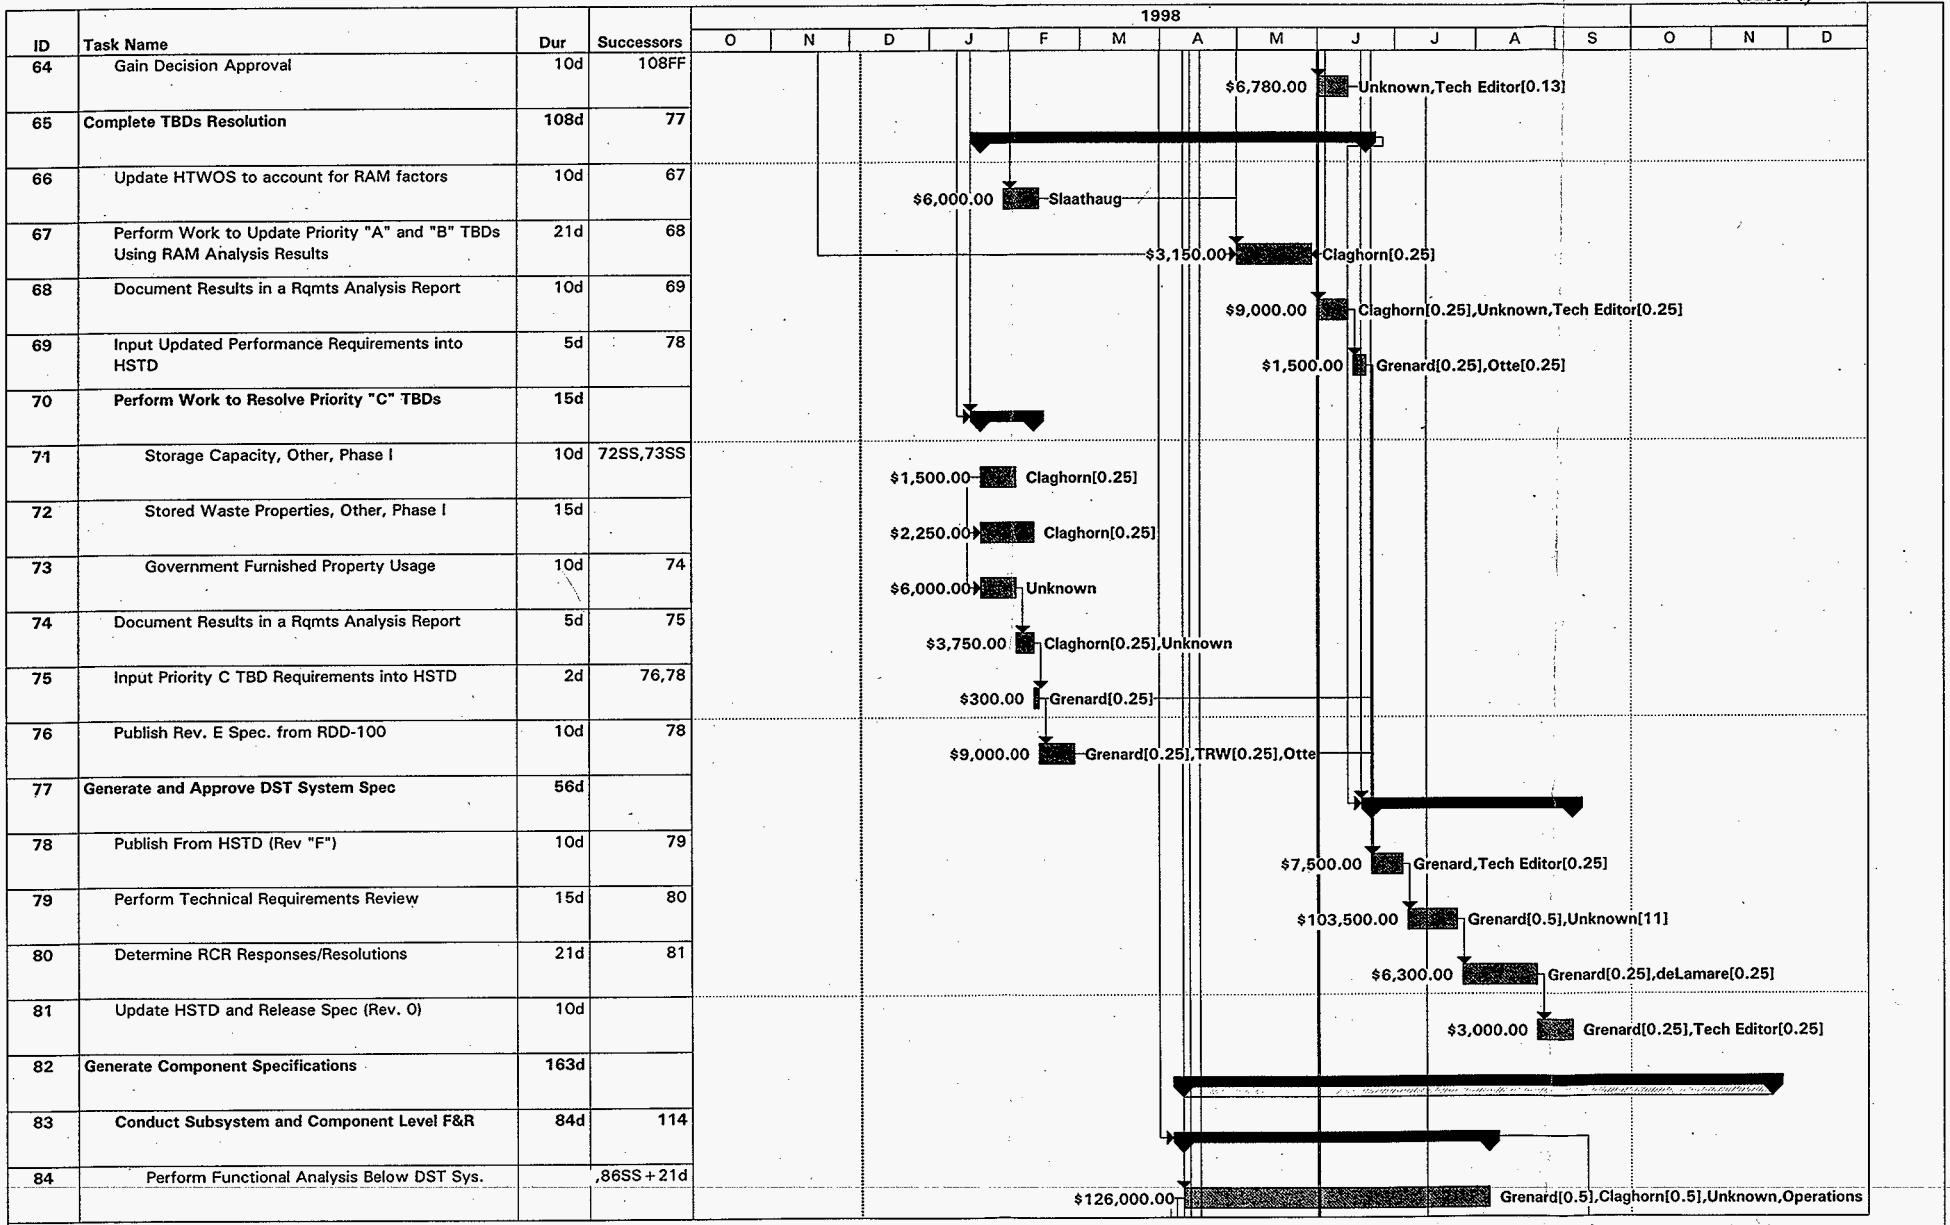 1998
ID Task Name Dur Successors O N D J F M A M J J A S O N D
64 Gain Decision Approval 10d 108FF
$6,780.00 Unknown,Tech Editor[0.13]
65 Complete TBDs Resolution 108d 77
66 Update HTWOS to account for RAM factors 10d 67
$6,000.00 Slaathaug
67 Perform Work to Update Priority "A" and "B" TBDs 21d 68
Using RAM Analysis Results
$3,150.00 Claghorn[0.25]
68 Document Results in a Rqmts Analysis Report 10d 69
$9,000.00 Claghorn[0.25],Unknown,Tech Editor[0.25]
69 Input Updated Performance Requirements into 5d 78
HSTD
$1,500.00 Grenard[0.25],Otte[0.25]
70 Perform Work to Resolve Priority "C" TBDs 15d
71 Storage Capacity, Other, Phase I 10d 72SS,73SS
$1,500.00 Claghorn[0.25]
72 Stored Waste Properties, Other, Phase I 15d
$2,250.00 Claghorn[0.25]
73 Government Furnished Property Usage 10d 74
$6,000.00 Unknown
74 Document Results in a Rqmts Analysis Report 5d 75
$3,750.00 Claghorn[0.25],Unknown
75 Input Priority C TBD Requirements into HSTD 2d 76,78
$300.00 Grenard[0.25]
76 Publish Rev. E Spec. from RDD-100 10d 78
$9,000.00 Grenard[0.25],TRW[0.25],Otte
77 Generate and Approve DST System Spec 56d
78 Publish From HSTD (Rev "F") 10d 79
$7,500.00 Grenard,Tech Editor[0.25]
79 Perform Technical Requirements Review 15d 80
$103,500.00 Grenard[0.5],Unknown[11]
80 Determine RCR Responses/Resolutions 21d 81
$6,300.00 Grenard[0.25],deLamare[0.25]
81 Update HSTD and Release Spec (Rev. 0) 10d
$3,000.00 Grenard[0.25],Tech Editor[0.25]
82 Generate Component Specifications 163d
83 Conduct Subsystem and Component Level F&R 84d 114
84 Perform Functional Analysis Below DST Sys. ,86SS+21d
$126,000.00 Grenard[0.5],Claghorn[0.5],Unknown,Operations